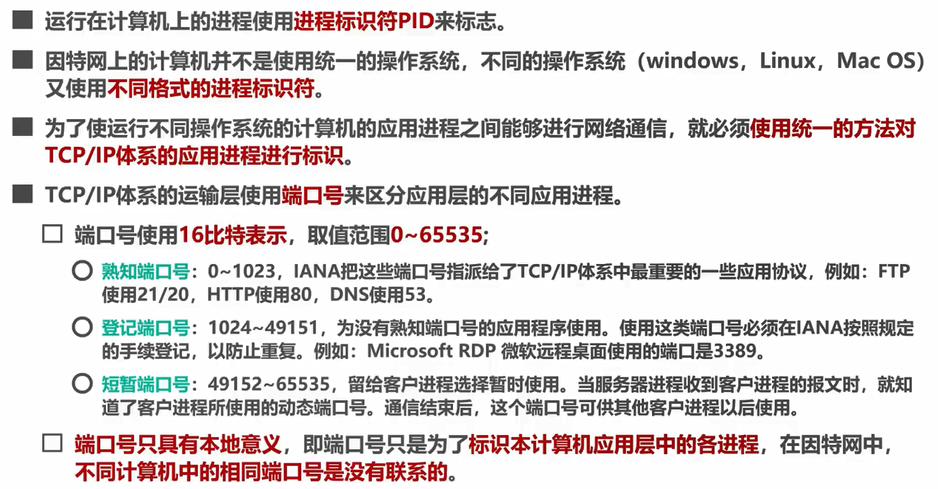 运行在计算机上的进程使用进程标识符PID来标志。
因特网上的计算机并不是使用统一的操作系统，不同的操作系统（windows，Linux，Mac OS）
又使用不同格式的进程标识符。
为了使运行不同操作系统的计算机的应用进程之间能够进行网络通信，就必须使用统一的方法对
TCP/IP体系的应用进程进行标识。
TCP/IP体系的运输层使用端口号来区分应用层的不同应用进程。
端口号使用16比特表示，取值范围0~65535;
熟知端口号：0~1023，IANA把这些端口号指派给了TCP/IP体系中最重要的一些应用协议，例如：FTP
使用21/20，HTTP使用80，DNS使用53。
登记端口号：1024~49151，为没有熟知端口号的应用程序使用。使用这类端口号必须在IANA按照规定
的手续登记，以防止重复。例如：Microsoft RDP 微软远程桌面使用的端口是3389。
短暂端口号：49152~65535，留给客户进程选择暂时使用。当服务器进程收到客户进程的报文时，就知
道了客户进程所使用的动态端口号。通信结束后，这个端口号可供其他客户进程以后使用。
端口号只具有本地意义，即端口号只是为了标识本计算机应用层中的各进程，在因特网中，
不同计算机中的相同端口号是没有联系的。